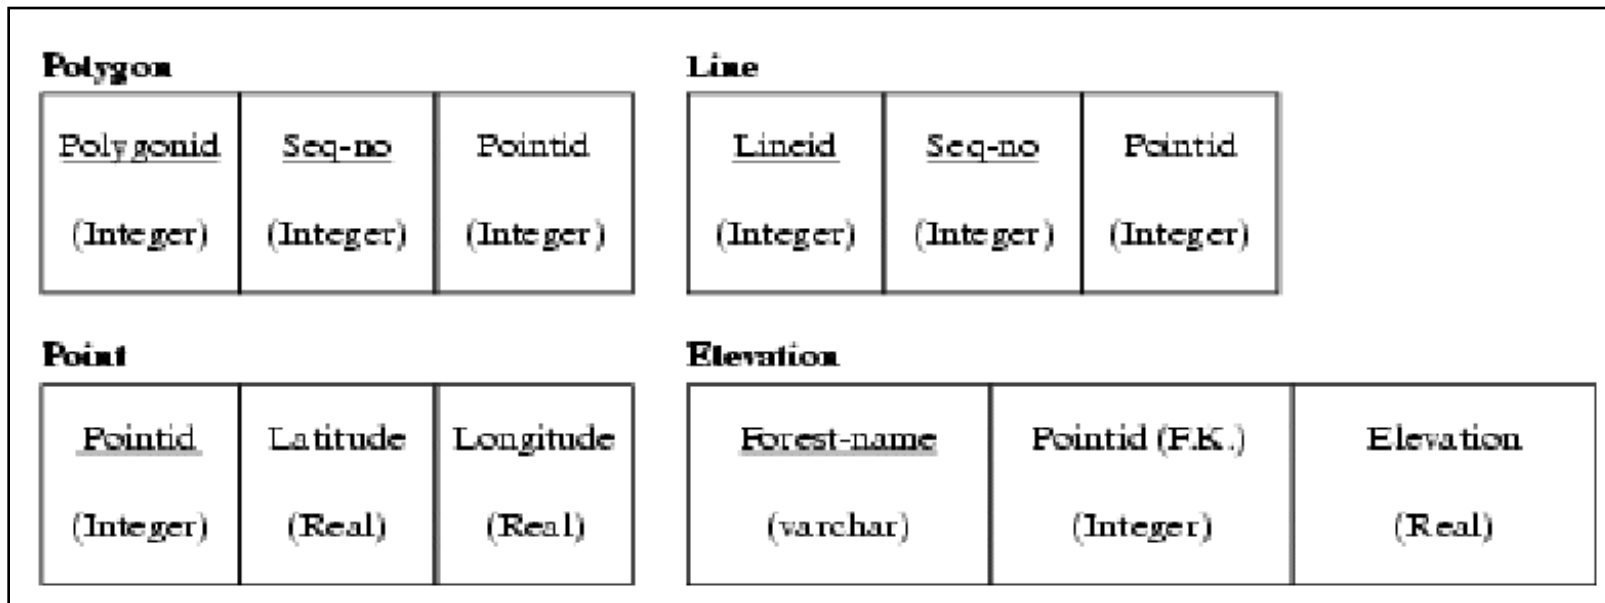 Polygon
Polygonid Seq-no Pointid
(Integer) (Integer) (Integer)
Line
Lineid Seq-no Pointid
(Integer) (Integer) (Integer)
Point
Pointid Latitude Longitude
(Integer) (Real) (Real)
Elevation
Forest-name Pointid (F.K.) Elevation
(varchar) (Integer) (Real)